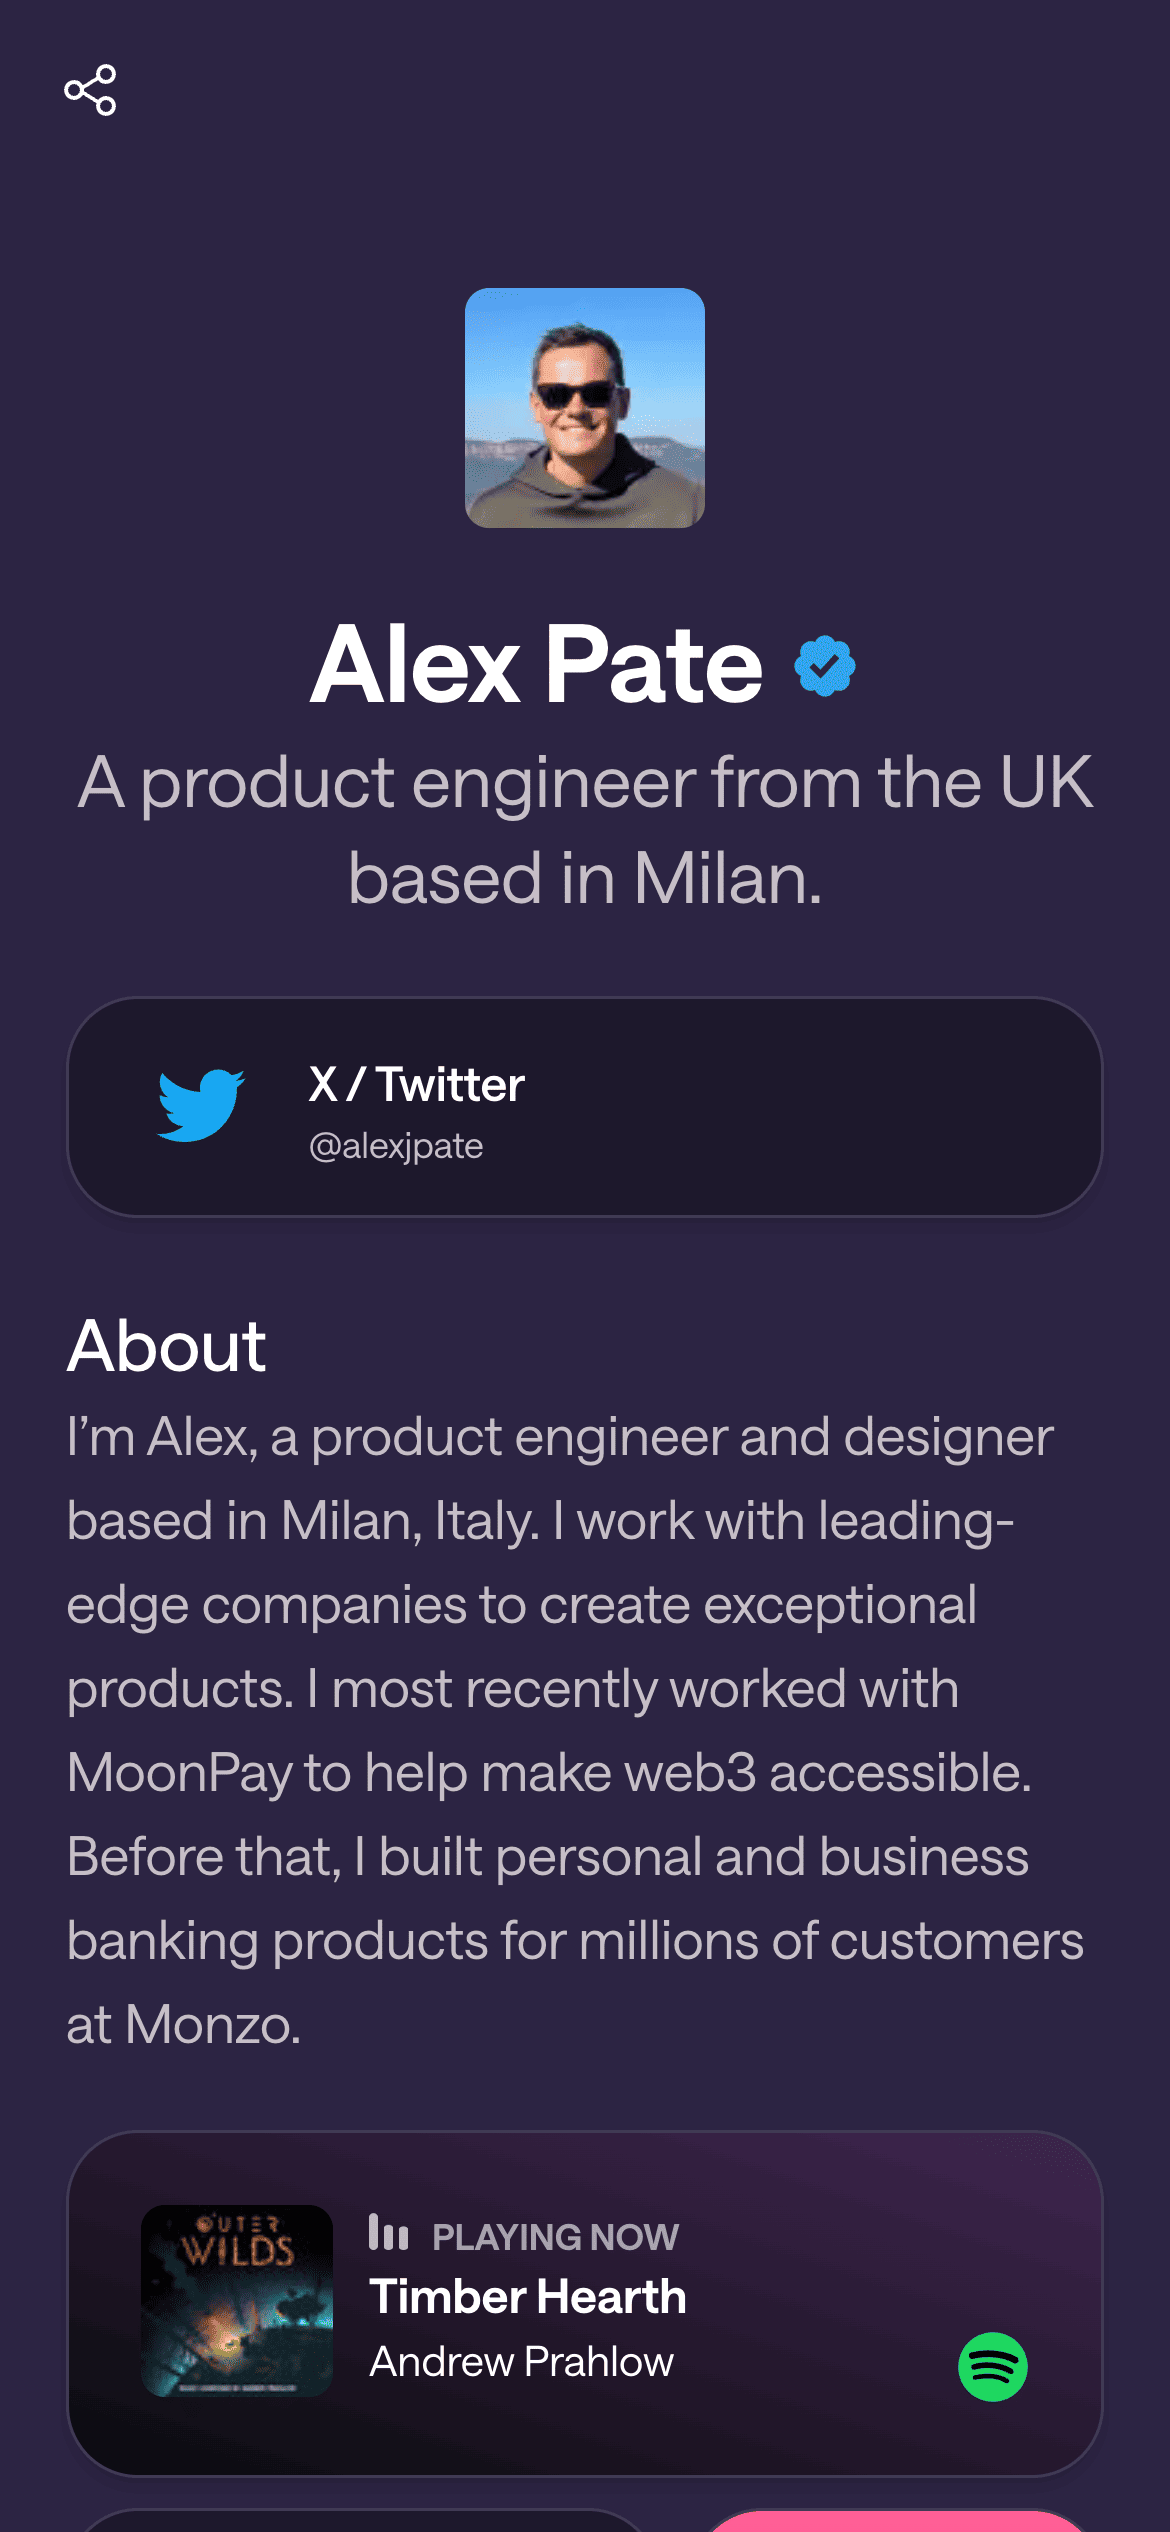 Alex Pate
A product engineer from the UK
based in Milan.
X / Twitter
@alexjpate
About
I’m Alex, a product engineer and designer
based in Milan, Italy. I work with leading-
edge companies to create exceptional
products. I most recently worked with
MoonPay to help make web3 accessible.
Before that, I built personal and business
banking products for millions of customers
at Monzo.
OUTER
WILDS
PLAYING NOW
Timber Hearth
Andrew Prahlow